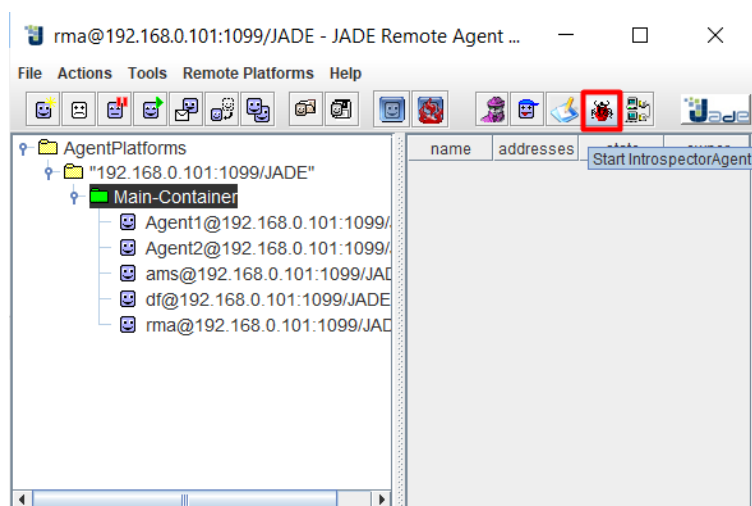 rma@192.168.0.101:1099/JADE - JADE Remote Agent ...
File Actions Tools Remote Platforms Help
Jade
AgentPlatforms
"192.168.0.101:1099/JADE"
Main-Container
Agent1@192.168.0.101:1099/
Agent2@192.168.0.101:1099/
ams@192.168.0.101:1099/JAD
df@192.168.0.101:1099/JADE
rma@192.168.0.101:1099/JAD
name addresses
Start IntrospectorAgent